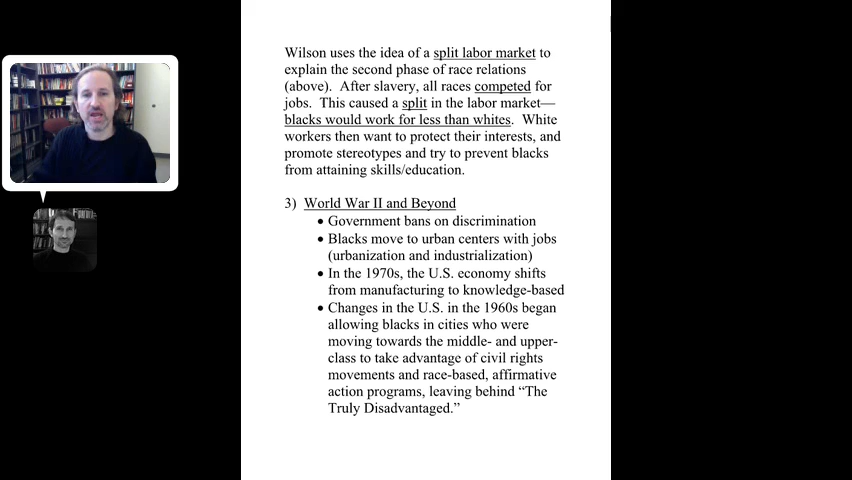 Wilson uses the idea of a split labor market to
explain the second phase of race relations
(above). After slavery, all races competed for
jobs. This caused a split in the labor market—
blacks would work for less than whites. White
workers then want to protect their interests, and
promote stereotypes and try to prevent blacks
from attaining skills/education.
3) World War II and Beyond
• Government bans on discrimination
• Blacks move to urban centers with jobs
(urbanization and industrialization)
• In the 1970s, the U.S. economy shifts
from manufacturing to knowledge-based
• Changes in the U.S. in the 1960s began
allowing blacks in cities who were
moving towards the middle- and upper-
class to take advantage of civil rights
movements and race-based, affirmative
action programs, leaving behind “The
Truly Disadvantaged.”